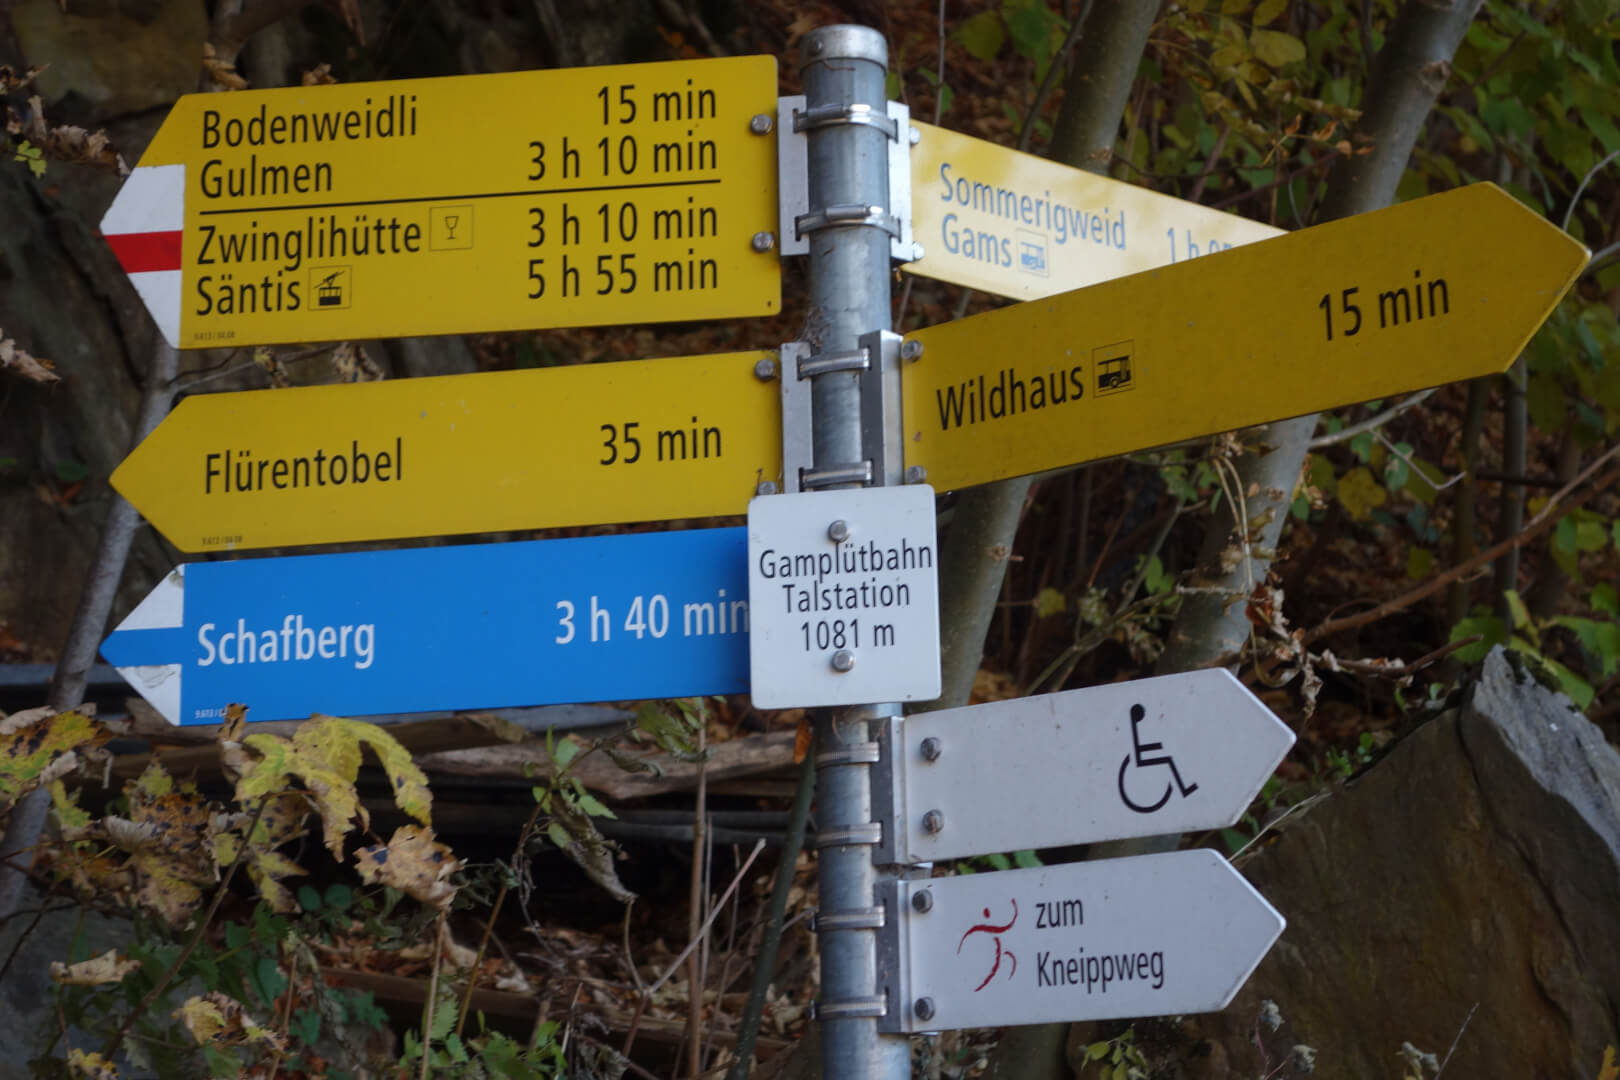 Bodenweidli 15 min
Gulmen 3 h 10 min
Zwinglihütte 3 h 10 min
Säntis 5 h 55 min
Sommerigweid
Gams 1 h
Wildhaus 15 min
Flürentobel 35 min
Schafberg 3 h 40 min
Gamplütbahn
Talstation
1081 m
zum
Kneippweg